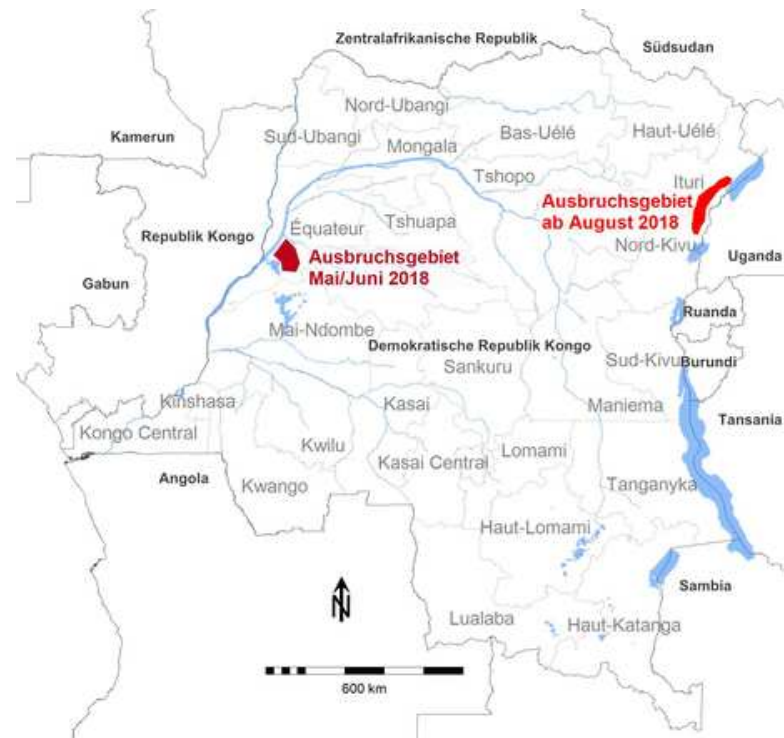 Zentralafrikanische Republik
Südsudan
Nord-Ubangi
Kamerun
Sud-Ubangi
Mongala
Bas-Uélé
Haut-Uélé
Tshopo
Ituri
Ausbruchsgebiet
ab August 2018
Équateur
Tshuapa
Republik Kongo
Nord-Kivu
Uganda
Ausbruchsgebiet
Mai/Juni 2018
Gabun
Ruanda
Mai-Ndombe
Demokratische Republik Kongo
Sankuru
Sud-Kivu
Burundi
Kinshasa
Kasai
Maniema
Tansania
Kongo Central
Kwilu
Kasai Central
Lomami
Angola
Kwango
Tanganyka
Haut-Lomami
Sambia
N
Lualaba
Haut-Katanga
600 km